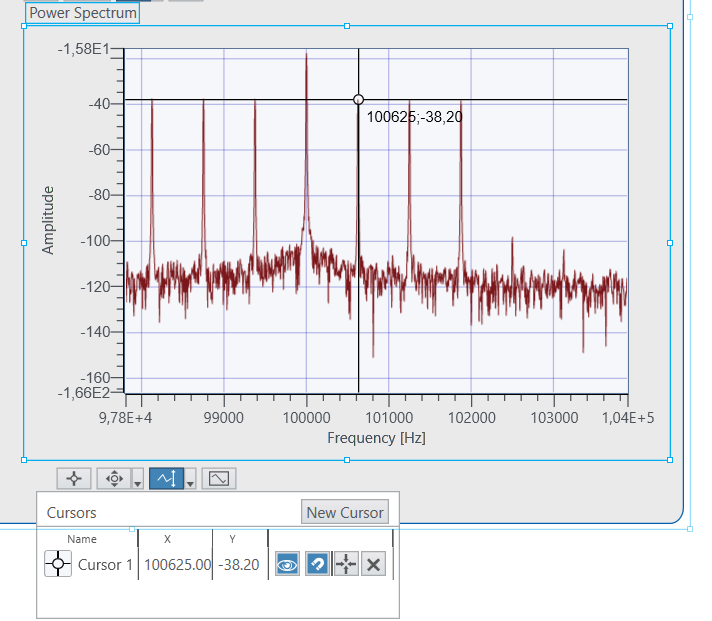 Power Spectrum
-1,58E1
-40
100625;-38,20
-60
-80
Amplitude
-100
-120
-140
-160
-1,66E2
9,78E+4 99000 100000 101000 102000 103000 1,04E+5
Frequency [Hz]
Cursors New Cursor
Name X Y
Cursor 1 100625.00 -38.20